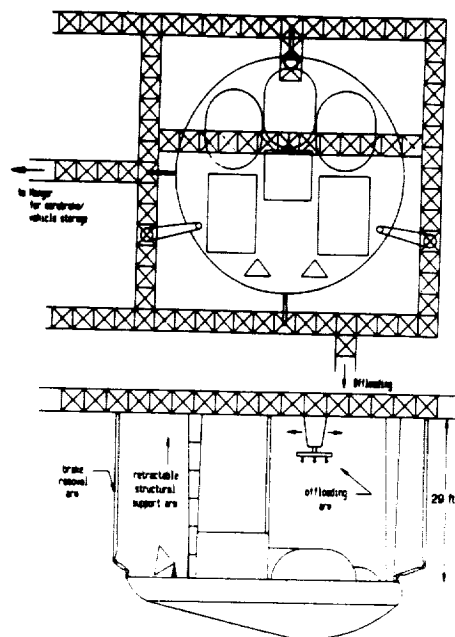 to Hangar
for aerobrake/
vehicle storage
Offloading
brake
removal
arm
retractable
structural
support arm
offloading
arm
29 ft